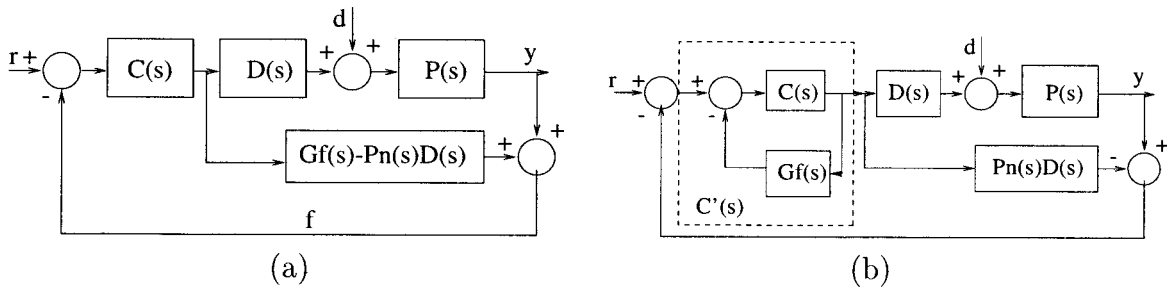 d
r + C(s) D(s) + + P(s) y
-
Gf(s)-Pn(s)D(s) + +
f
(a)
d
r + + C(s) D(s) + + P(s) y
- -
Gf(s) Pn(s)D(s) - +
C'(s)
(b)